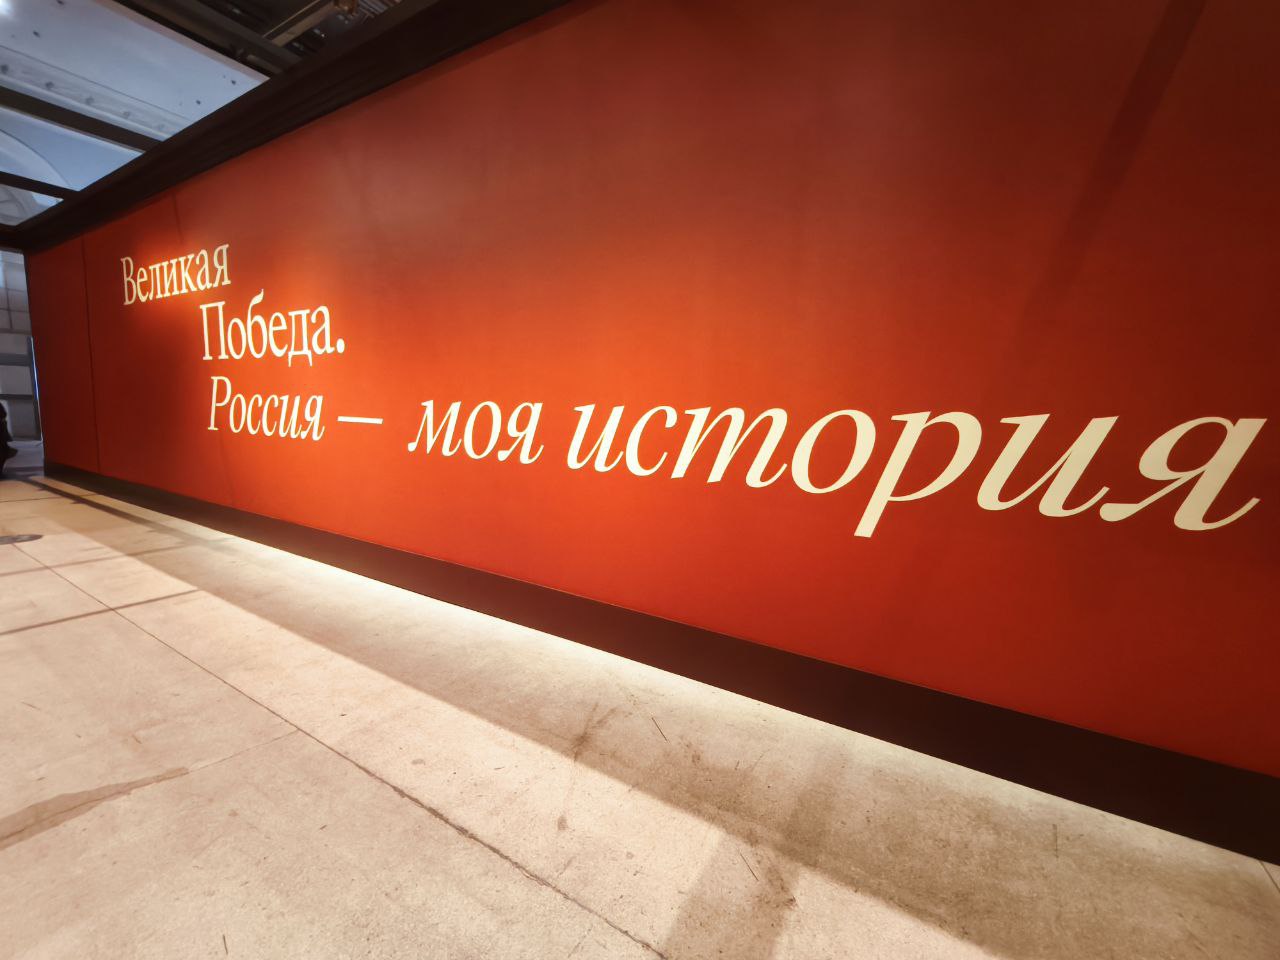 Великая
Победа.
Россия — моя история